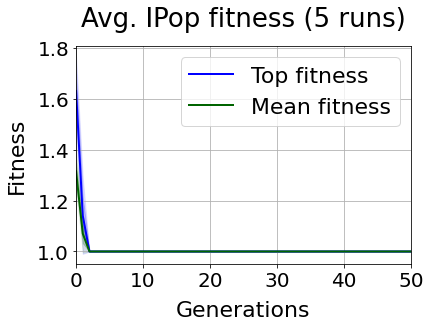 Avg. IPop fitness (5 runs)
1.8
1.6
1.4
1.2
1.0
Fitness
Top fitness
Mean fitness
0 10 20 30 40 50
Generations